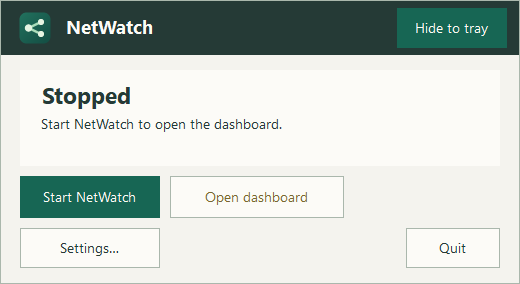 NetWatch
Hide to tray
Stopped
Start NetWatch to open the dashboard.
Start NetWatch
Open dashboard
Settings...
Quit